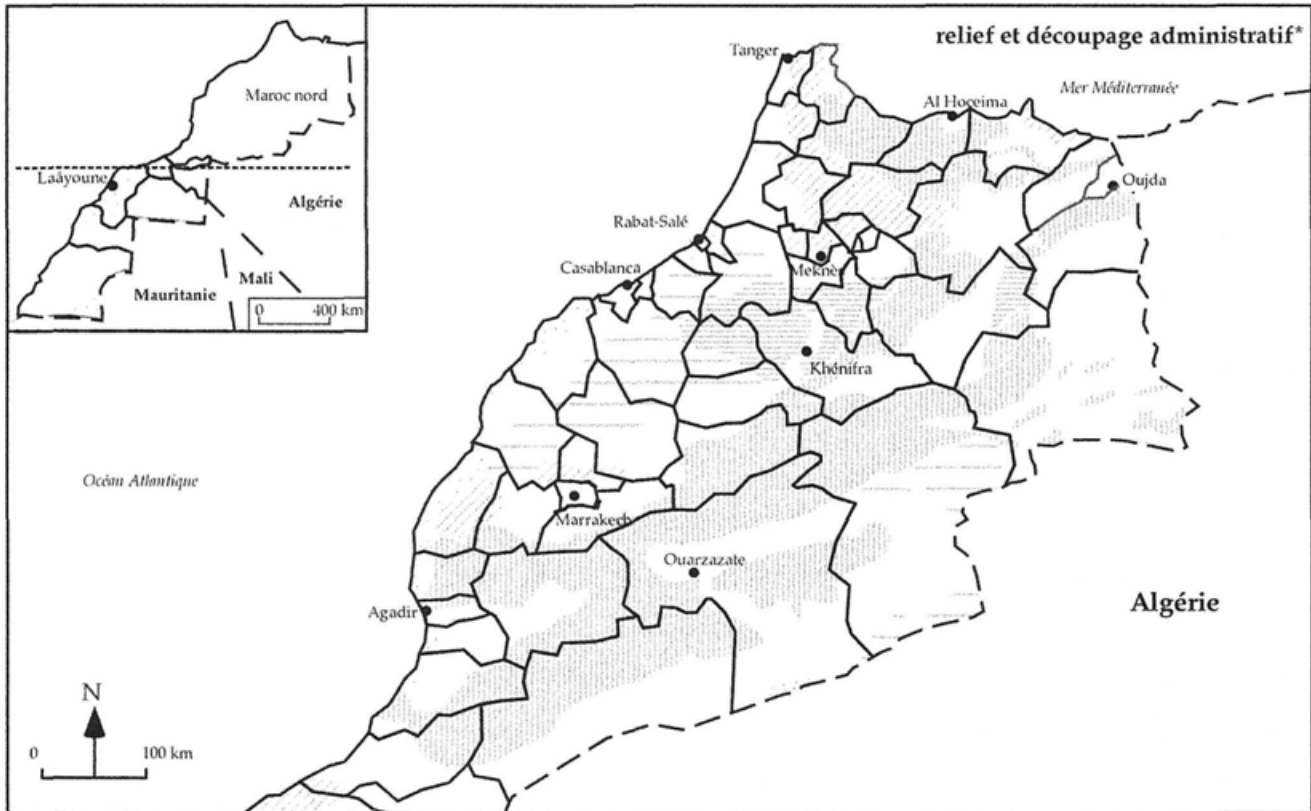 relief et découpage administratif*
Maroc nord
Laâyoune
Algérie
Mali
Mauritanie
0 400 km
Tanger
Mer Méditerranée
Al Hoceima
Oujda
Rabat-Salé
Meknès
Casablanca
Khénifra
Océan Atlantique
Marrakech
Ouarzazate
Agadir
Algérie
N
0 100 km